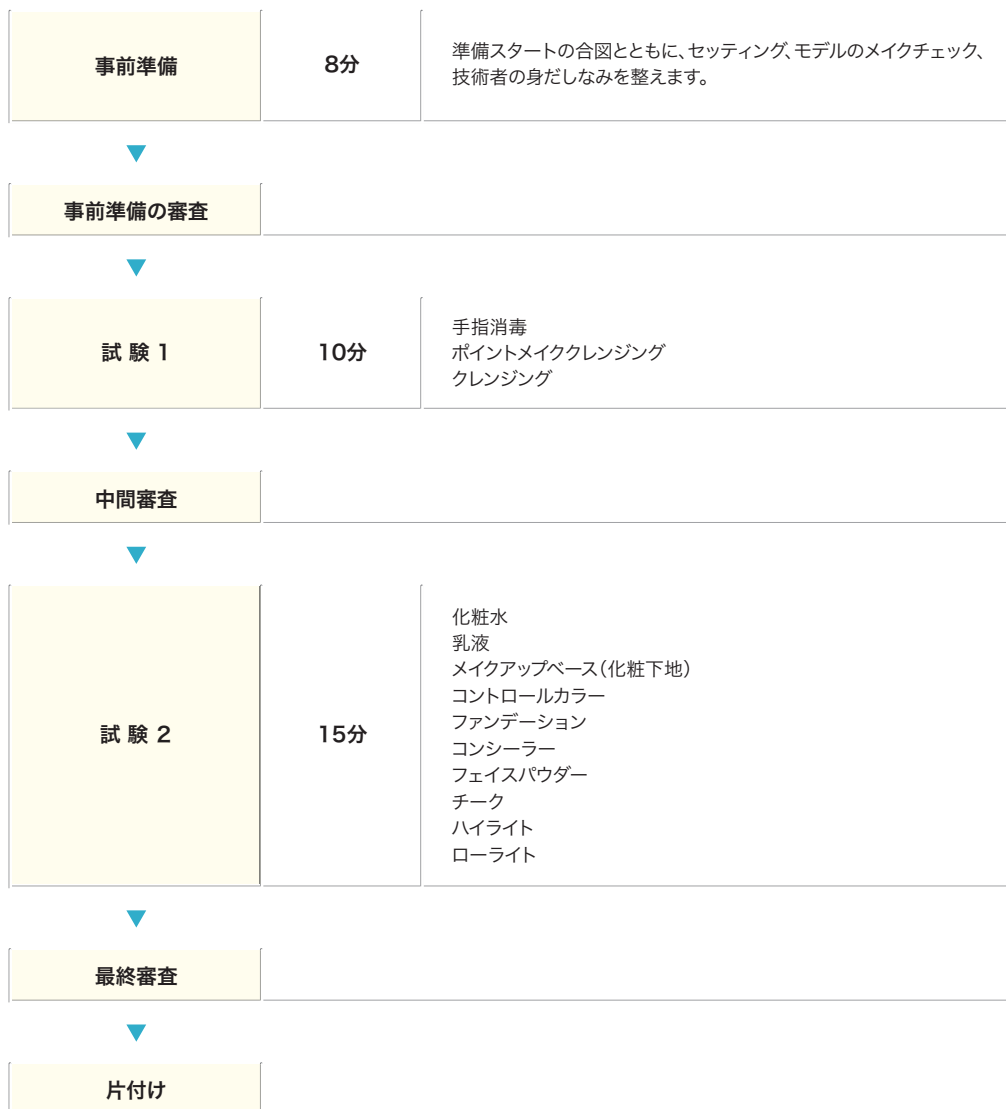 事前準備
8分
準備スタートの合図とともに、セッティング、モデルのメイクチェック、
技術者の身だしなみを整えます。
事前準備の審査
試験 1
10分
手指消毒
ポイントメイククレンジング
クレンジング
中間審査
試験 2
15分
化粧水
乳液
メイクアップベース（化粧下地）
コントロールカラー
ファンデーション
コンシーラー
フェイスパウダー
チーク
ハイライト
ローライト
最終審査
片付け